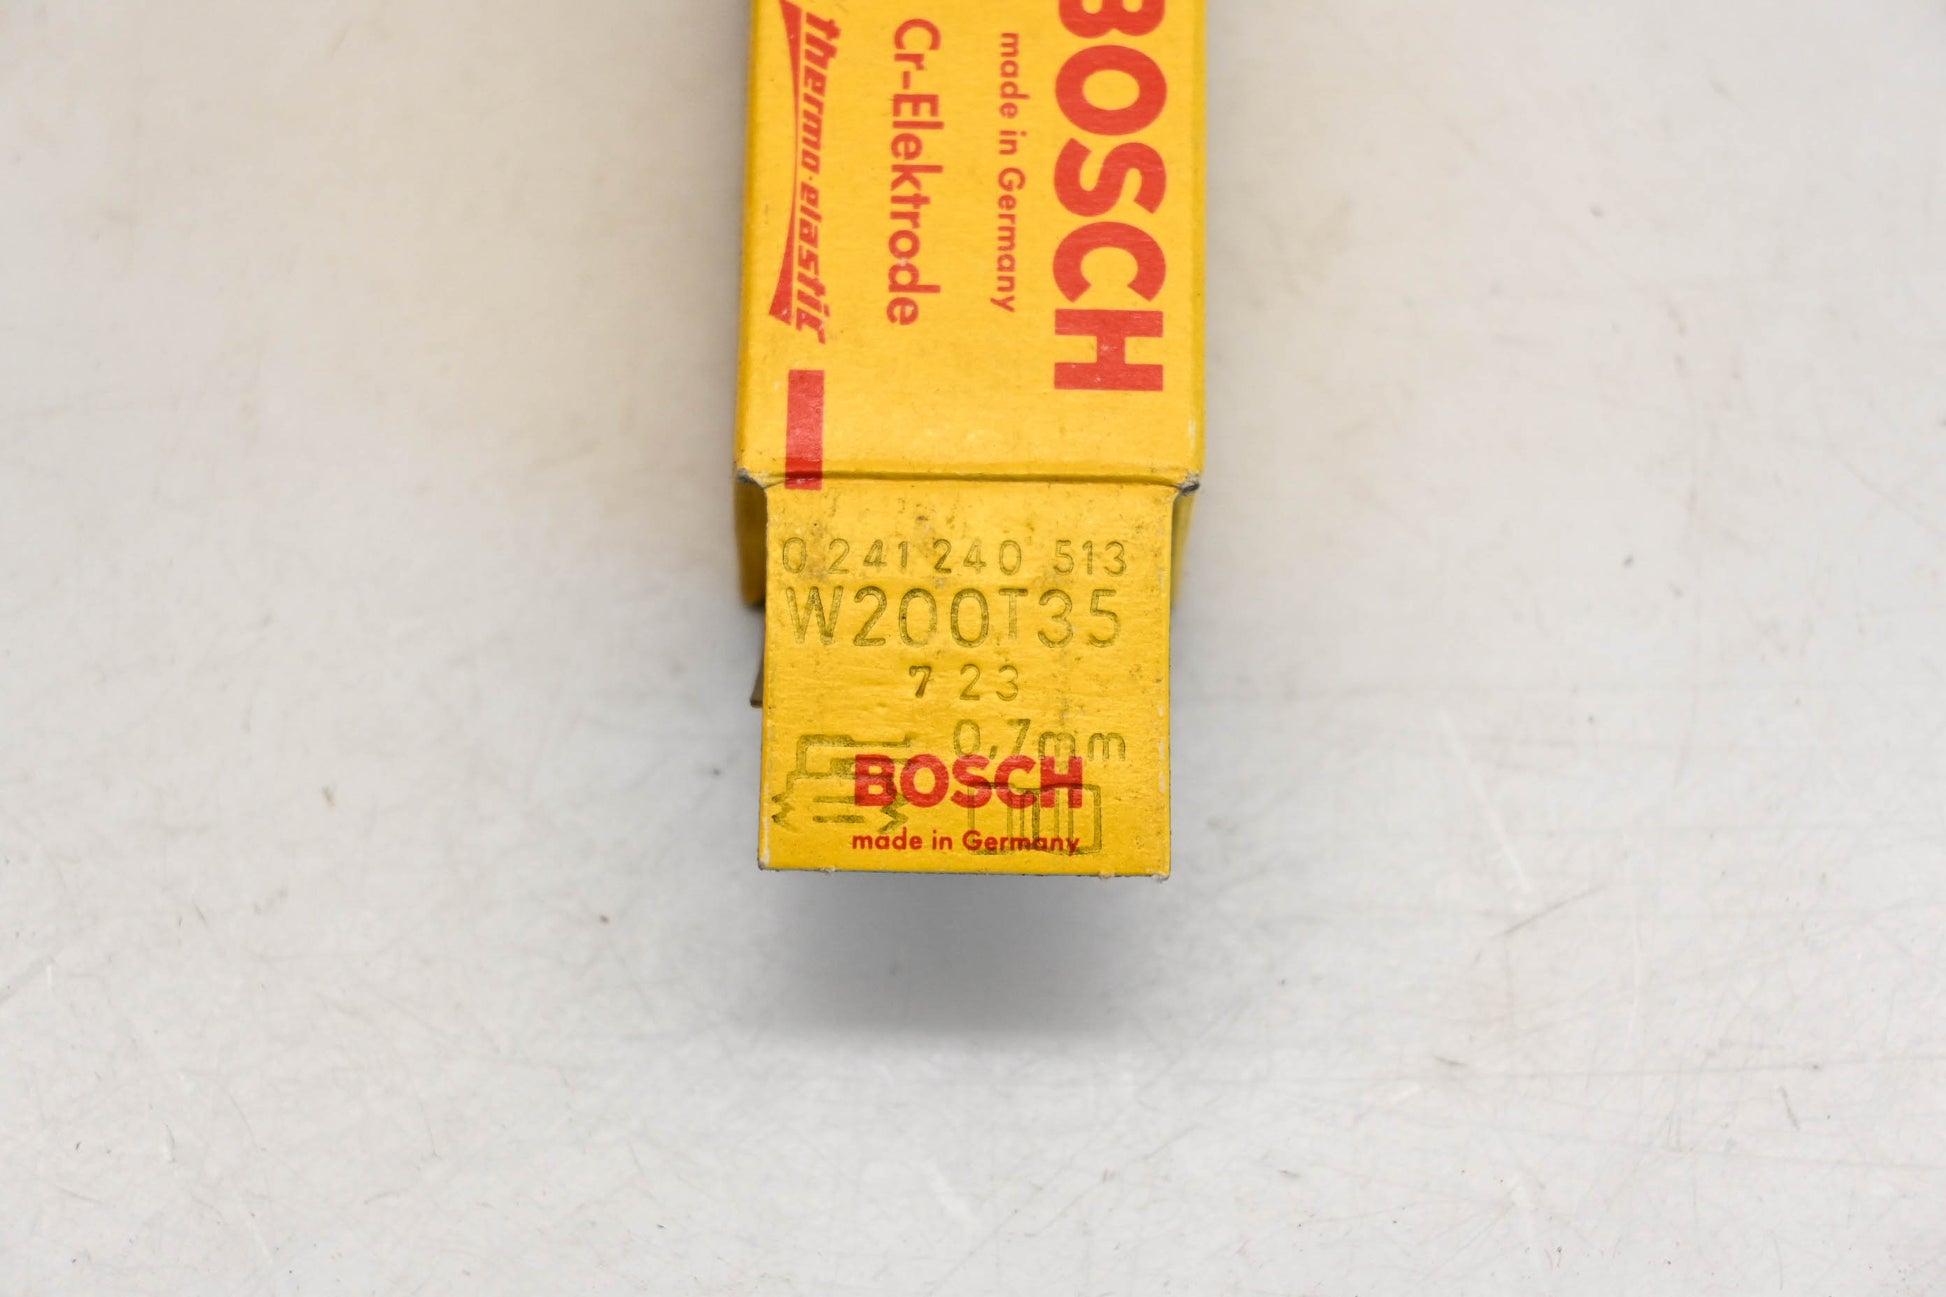 BOSCH
made in Germany
Cr-Elektrode
thermo-elastic
0 241 240 513
W200T35
7 23
0,7mm
BOSCH
made in Germany